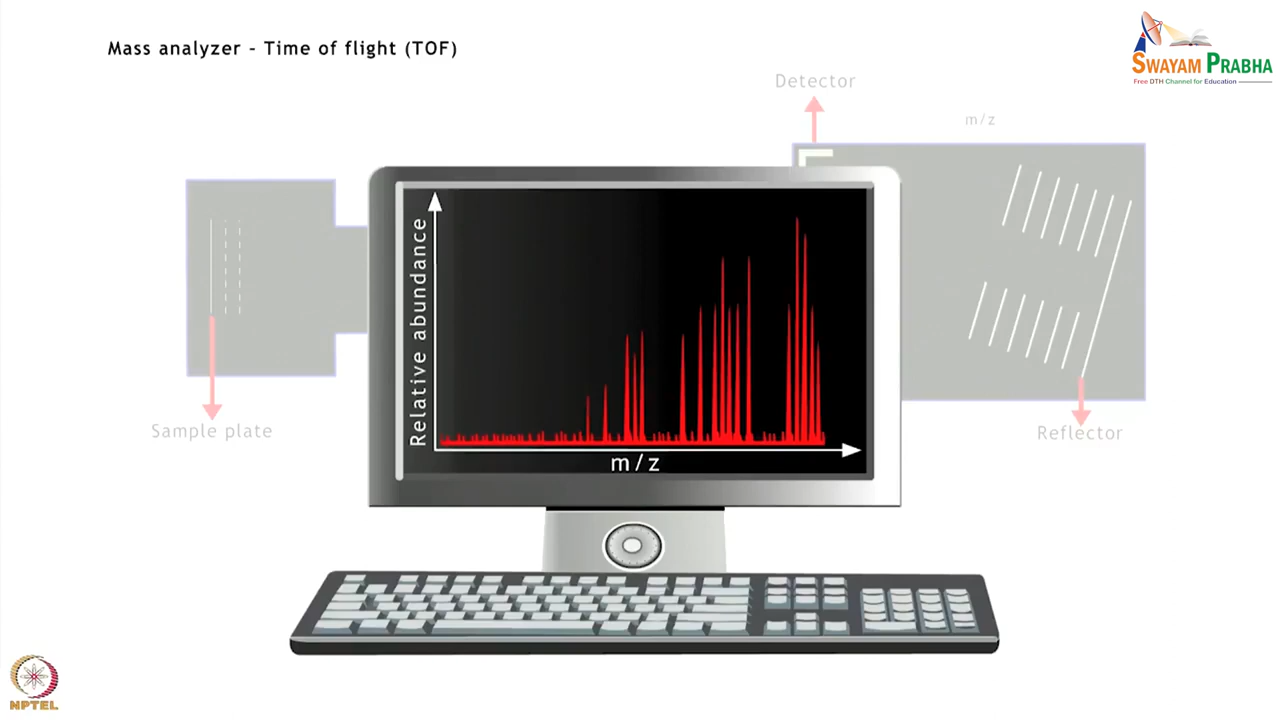 Mass analyzer - Time of flight (TOF)
SWAYAM PRABHA
Free DTH Channel for Education
Detector
m/z
Relative abundance
m/z
Sample plate
Reflector
NPTEL